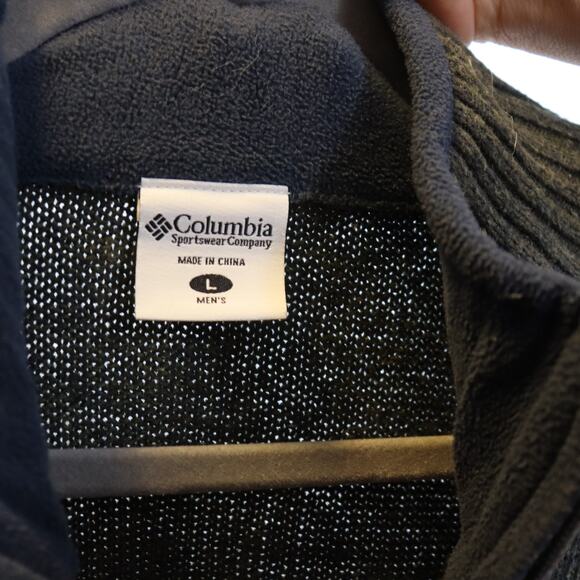 Columbia
Sportswear Company
MADE IN CHINA
L
MEN'S